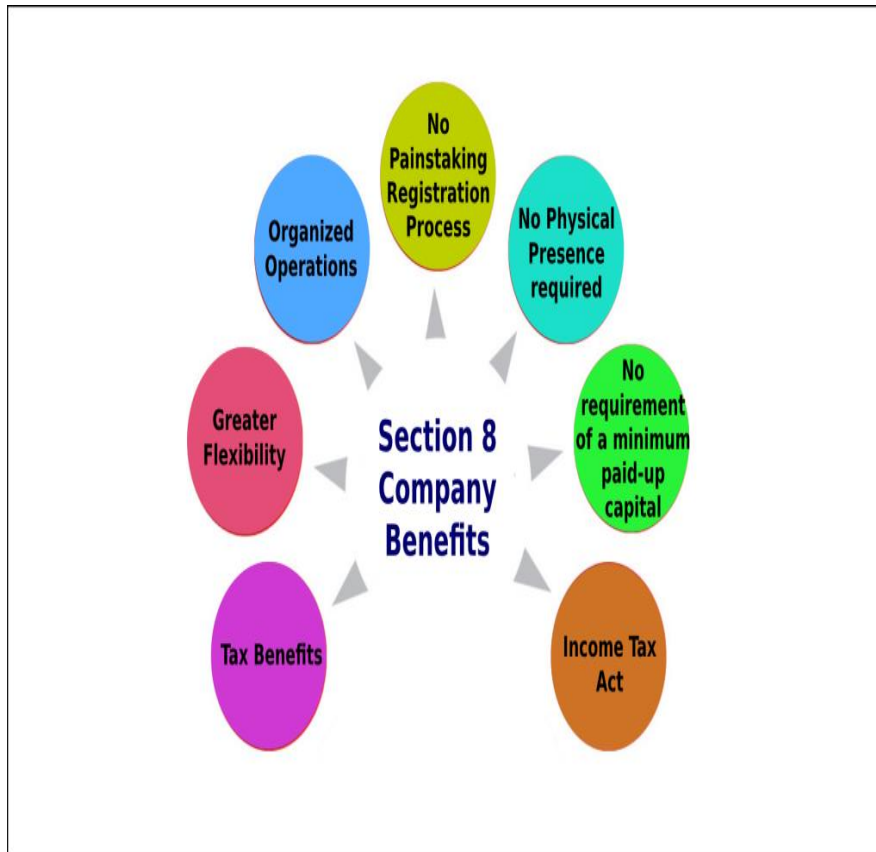 No
Painstaking
Registration
Process
Organized
Operations
No Physical
Presence
required
Greater
Flexibility
Section 8
Company
Benefits
No
requirement
of a minimum
paid-up
capital
Tax Benefits
Income Tax
Act